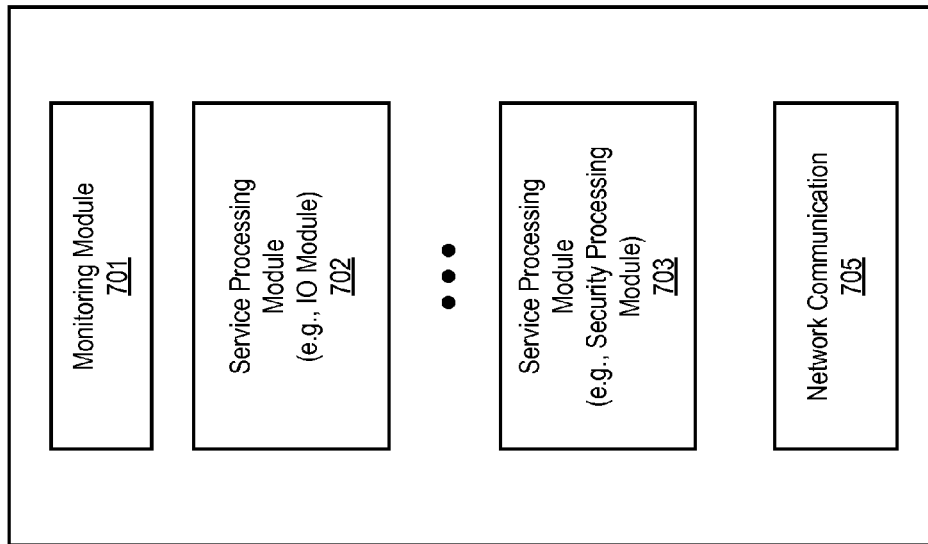 Monitoring Module
701
Service Processing
Module
(e.g., IO Module)
702
Service Processing
Module
(e.g., Security Processing
Module)
703
Network Communication
705